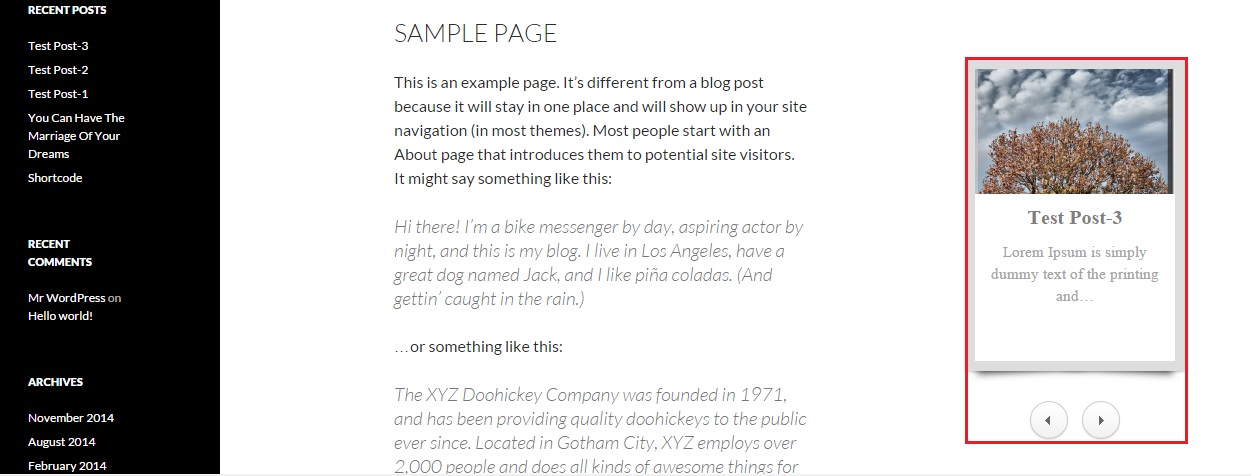 RECENT POSTS
Test Post-3
Test Post-2
Test Post-1
You Can Have The
Marriage Of Your
Dreams
Shortcode
RECENT
COMMENTS
Mr WordPress on
Hello world!
ARCHIVES
November 2014
August 2014
February 2014
SAMPLE PAGE
This is an example page. It’s different from a blog post
because it will stay in one place and will show up in your site
navigation (in most themes). Most people start with an
About page that introduces them to potential site visitors.
It might say something like this:
Hi there! I’m a bike messenger by day, aspiring actor by
night, and this is my blog. I live in Los Angeles, have a
great dog named Jack, and I like piña coladas. (And
gettin’ caught in the rain.)
…or something like this:
The XYZ Doohickey Company was founded in 1971,
and has been providing quality doohickeys to the public
ever since. Located in Gotham City, XYZ employs over
2,000 people and does all kinds of awesome things for
Test Post-3
Lorem Ipsum is simply
dummy text of the printing
and…